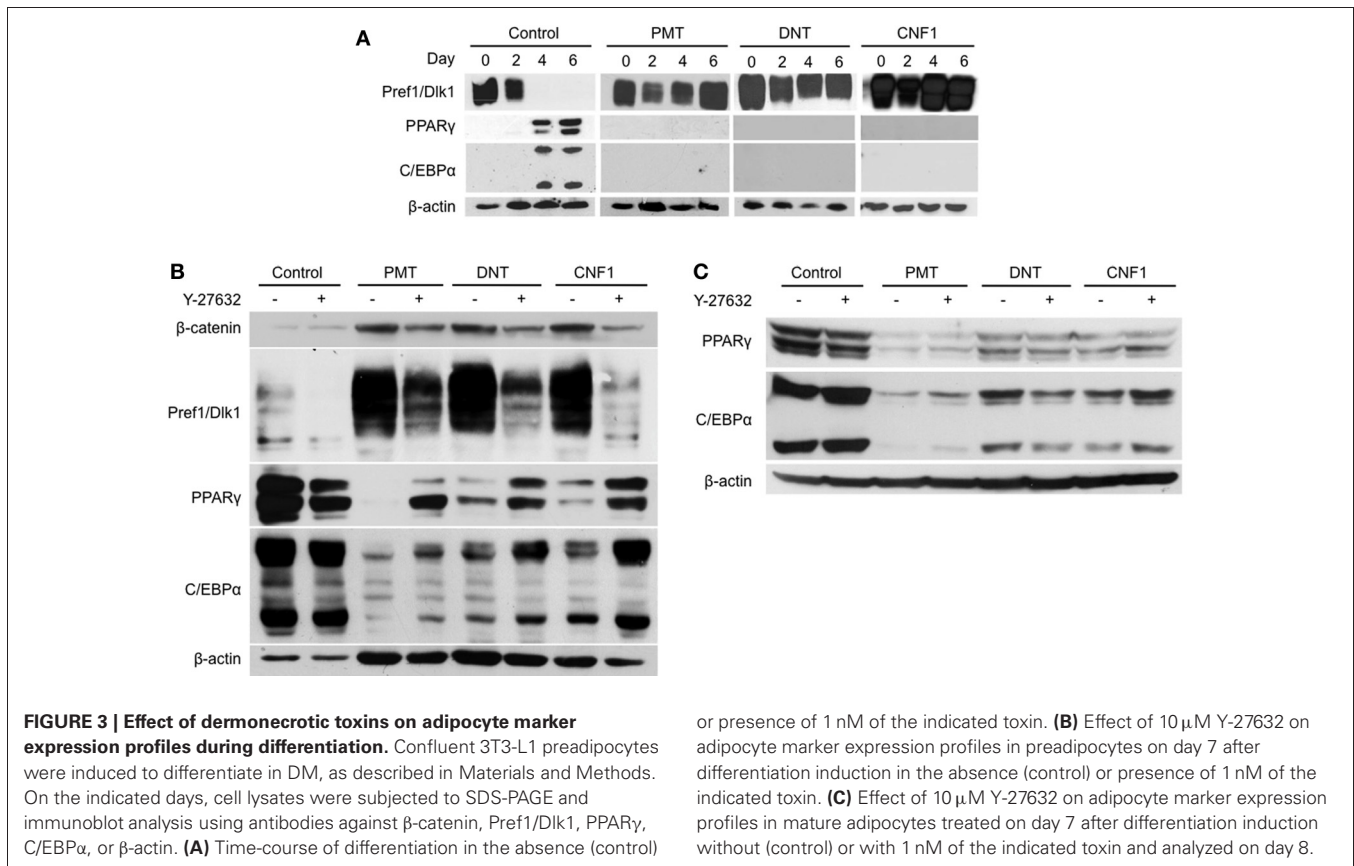 A
Control PMT DNT CNF1
Day 0 2 4 6 0 2 4 6 0 2 4 6 0 2 4 6
Pref1/Dlk1
PPARγ
C/EBPα
β-actin
B
Control PMT DNT CNF1
Y-27632 - + - + - + - +
β-catenin
Pref1/Dlk1
PPARγ
C/EBPα
β-actin
C
Control PMT DNT CNF1
Y-27632 - + - + - + - +
PPARγ
C/EBPα
β-actin
FIGURE 3 | Effect of dermonecrotic toxins on adipocyte marker
expression profiles during differentiation. Confluent 3T3-L1 preadipocytes
were induced to differentiate in DM, as described in Materials and Methods.
On the indicated days, cell lysates were subjected to SDS-PAGE and
immunoblot analysis using antibodies against β-catenin, Pref1/Dlk1, PPARγ,
C/EBPα, or β-actin. (A) Time-course of differentiation in the absence (control)
or presence of 1 nM of the indicated toxin. (B) Effect of 10 μM Y-27632 on
adipocyte marker expression profiles in preadipocytes on day 7 after
differentiation induction in the absence (control) or presence of 1 nM of the
indicated toxin. (C) Effect of 10 μM Y-27632 on adipocyte marker expression
profiles in mature adipocytes treated on day 7 after differentiation induction
without (control) or with 1 nM of the indicated toxin and analyzed on day 8.